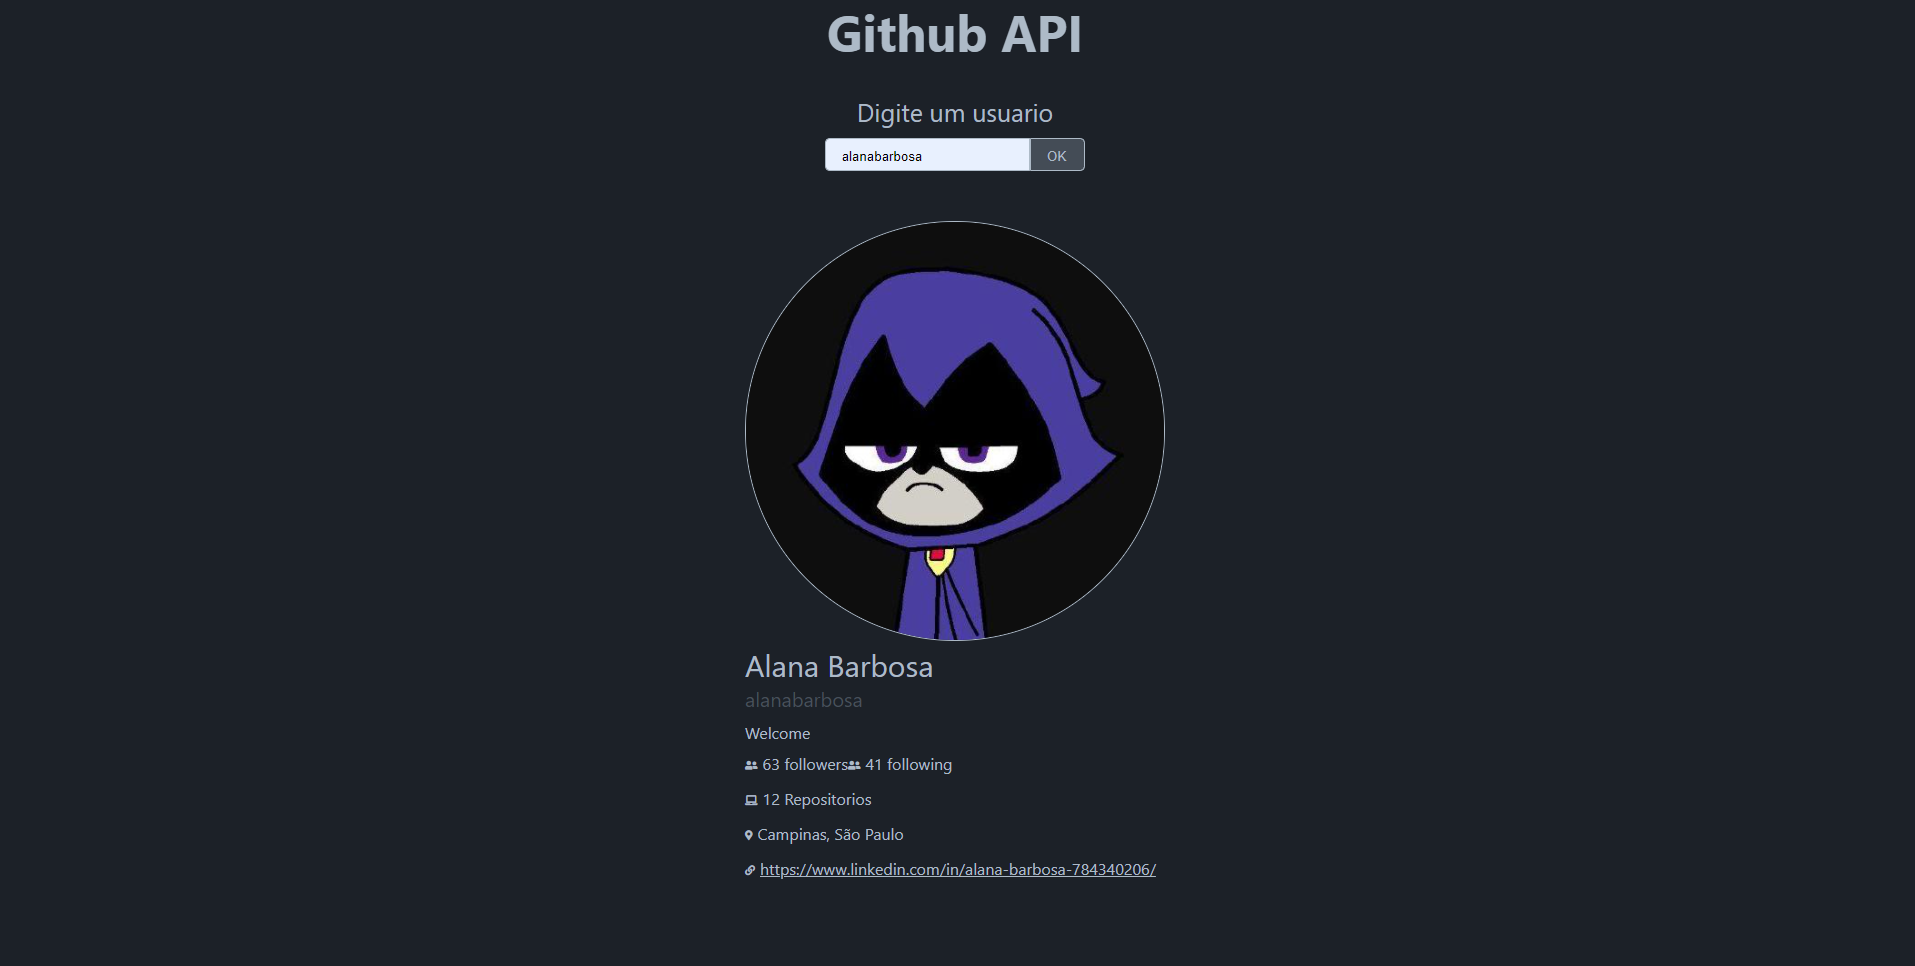 Github API
Digite um usuario
alanabarbosa OK
Alana Barbosa
alanabarbosa
Welcome
63 followers 41 following
12 Repositorios
Campinas, São Paulo
https://www.linkedin.com/in/alana-barbosa-784340206/